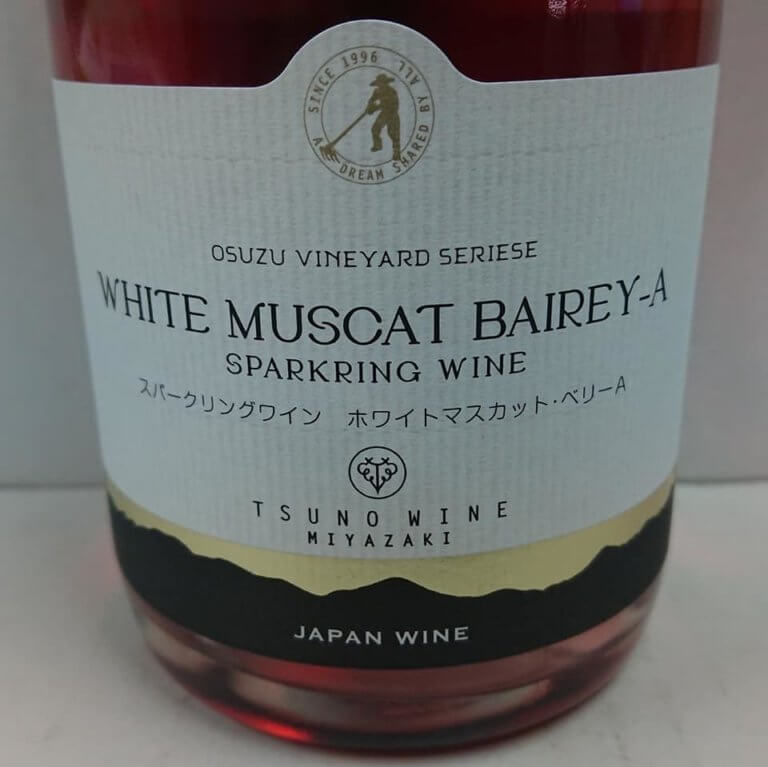 SINCE 1996
A DREAM SHARED BY ALL
OSUZU VINEYARD SERIESE
WHITE MUSCAT BAIREY-A
SPARKRING WINE
スパークリングワイン ホワイトマスカット・ベリーA
TSUNO WINE
MIYAZAKI
JAPAN WINE